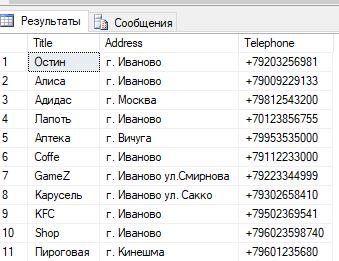 Результаты Сообщения
Title Address Telephone
1 Остин г. Иваново +79203256981
2 Алиса г. Иваново +79009229133
3 Адидас г. Москва +79812543200
4 Лапоть г. Иваново +70123856755
5 Аптека г. Вичуга +79953535000
6 Coffe г. Иваново +79112233000
7 GameZ г. Иваново ул.Смирнова +79223344999
8 Карусель г. Иваново ул. Сакко +79302658410
9 KFC г. Иваново +79502369541
10 Shop г. Иваново +796023598740
11 Пироговая г. Кинешма +79601235680